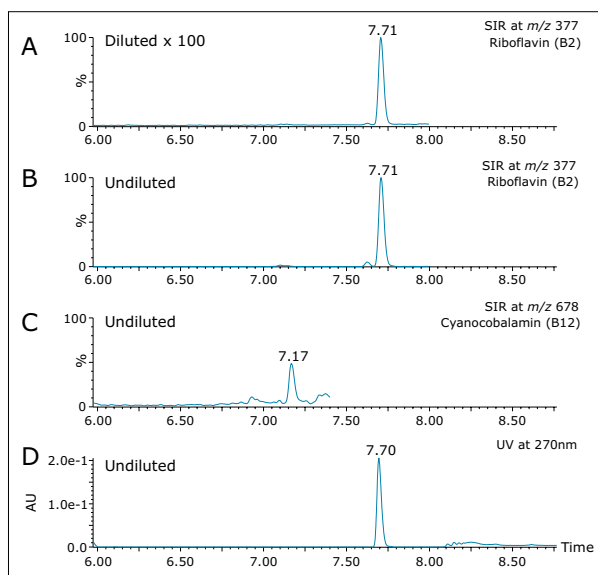 A
Diluted x 100
7.71
SIR at m/z 377
Riboflavin (B2)
100
%
0
6.00 6.50 7.00 7.50 8.00 8.50
B
Undiluted
7.71
SIR at m/z 377
Riboflavin (B2)
100
%
0
6.00 6.50 7.00 7.50 8.00 8.50
C
Undiluted
7.17
SIR at m/z 678
Cyanocobalamin (B12)
100
%
0
6.00 6.50 7.00 7.50 8.00 8.50
D
Undiluted
7.70
UV at 270nm
2.0e-1
AU
1.0e-1
0.0
Time
6.00 6.50 7.00 7.50 8.00 8.50